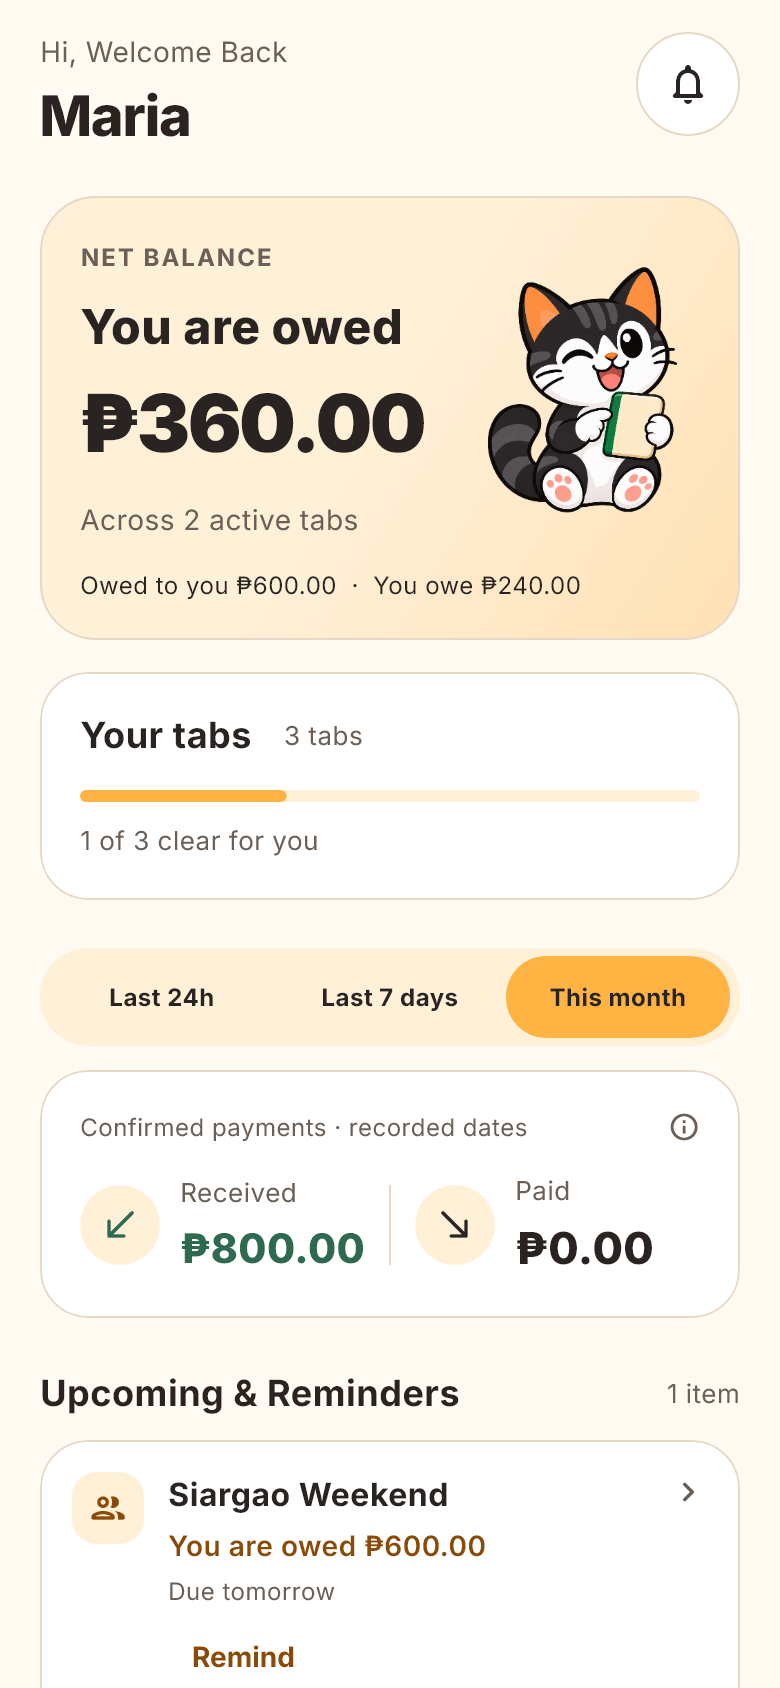 Hi, Welcome Back
Maria
NET BALANCE
You are owed
₱360.00
Across 2 active tabs
Owed to you ₱600.00 · You owe ₱240.00
Your tabs 3 tabs
1 of 3 clear for you
Last 24h Last 7 days This month
Confirmed payments · recorded dates
Received Paid
₱800.00 ₱0.00
Upcoming & Reminders 1 item
Siargao Weekend
You are owed ₱600.00
Due tomorrow
Remind